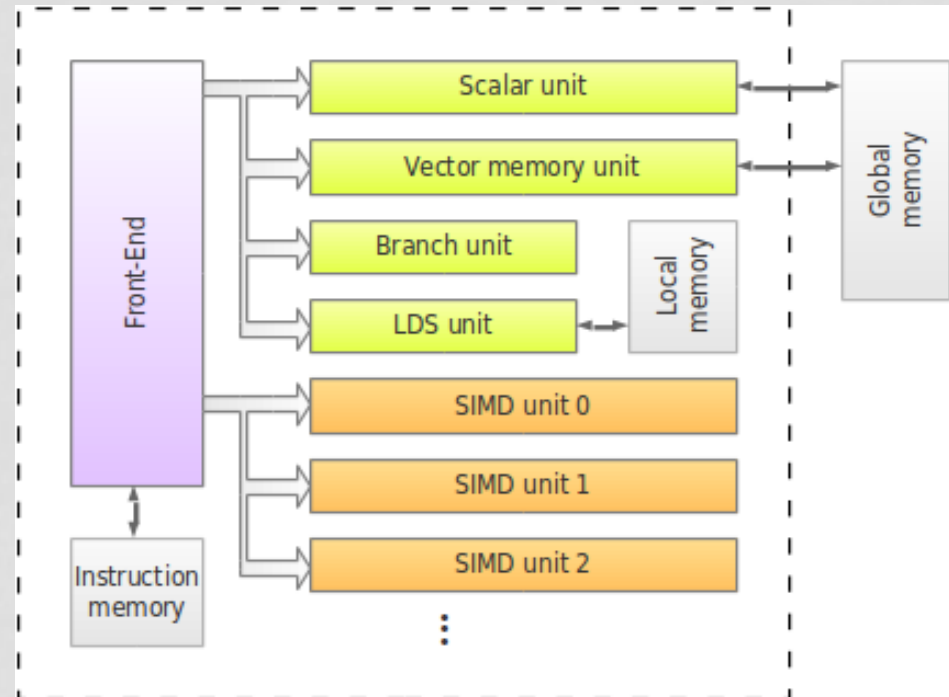 Scalar unit
Vector memory unit
Branch unit
LDS unit
SIMD unit 0
SIMD unit 1
SIMD unit 2
Front-End
Instruction
memory
Local
memory
Global
memory